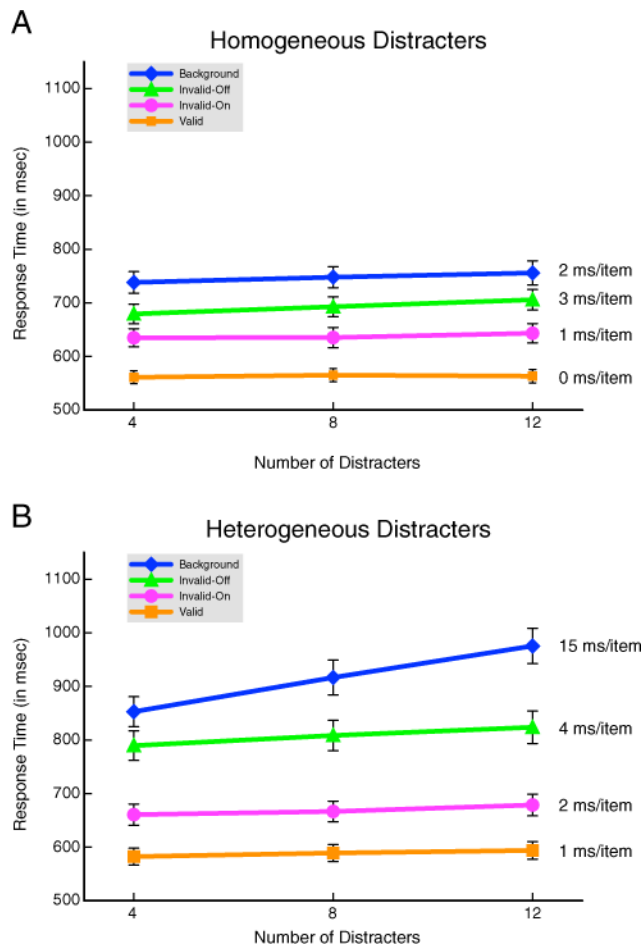 A
Homogeneous Distracters
Background
Invalid-Off
Invalid-On
Valid
Response Time (in msec)
1100
1000
900
800
700
600
500
2 ms/item
3 ms/item
1 ms/item
0 ms/item
4
8
12
Number of Distracters
B
Heterogeneous Distracters
Background
Invalid-Off
Invalid-On
Valid
Response Time (in msec)
1100
1000
900
800
700
600
500
15 ms/item
4 ms/item
2 ms/item
1 ms/item
4
8
12
Number of Distracters